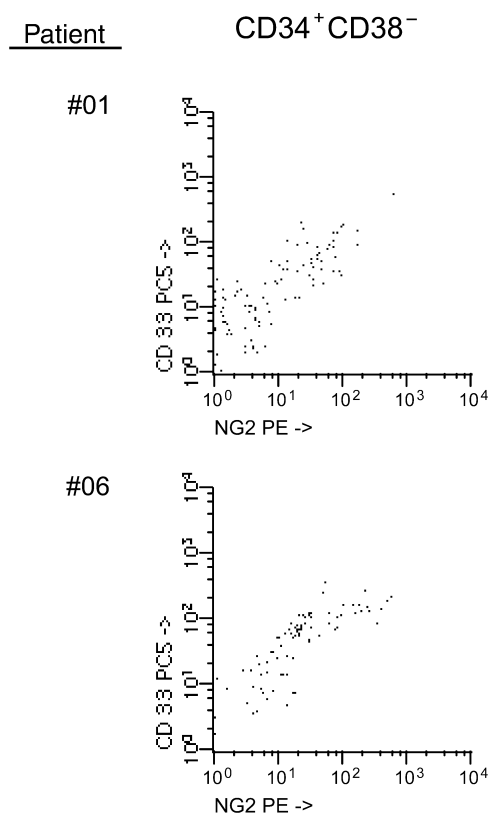 Patient
CD34⁺CD38⁻
#01
10⁴
10³
10²
10¹
10⁰
CD 33 PC5 ->
10⁰ 10¹ 10² 10³ 10⁴
NG2 PE ->
#06
10⁴
10³
10²
10¹
10⁰
CD 33 PC5 ->
10⁰ 10¹ 10² 10³ 10⁴
NG2 PE ->